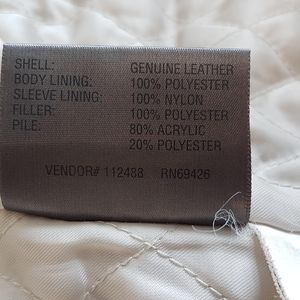 SHELL: GENUINE LEATHER
BODY LINING: 100% POLYESTER
SLEEVE LINING: 100% NYLON
FILLER: 100% POLYESTER
PILE: 80% ACRYLIC
20% POLYESTER
VENDOR# 112488 RN69426